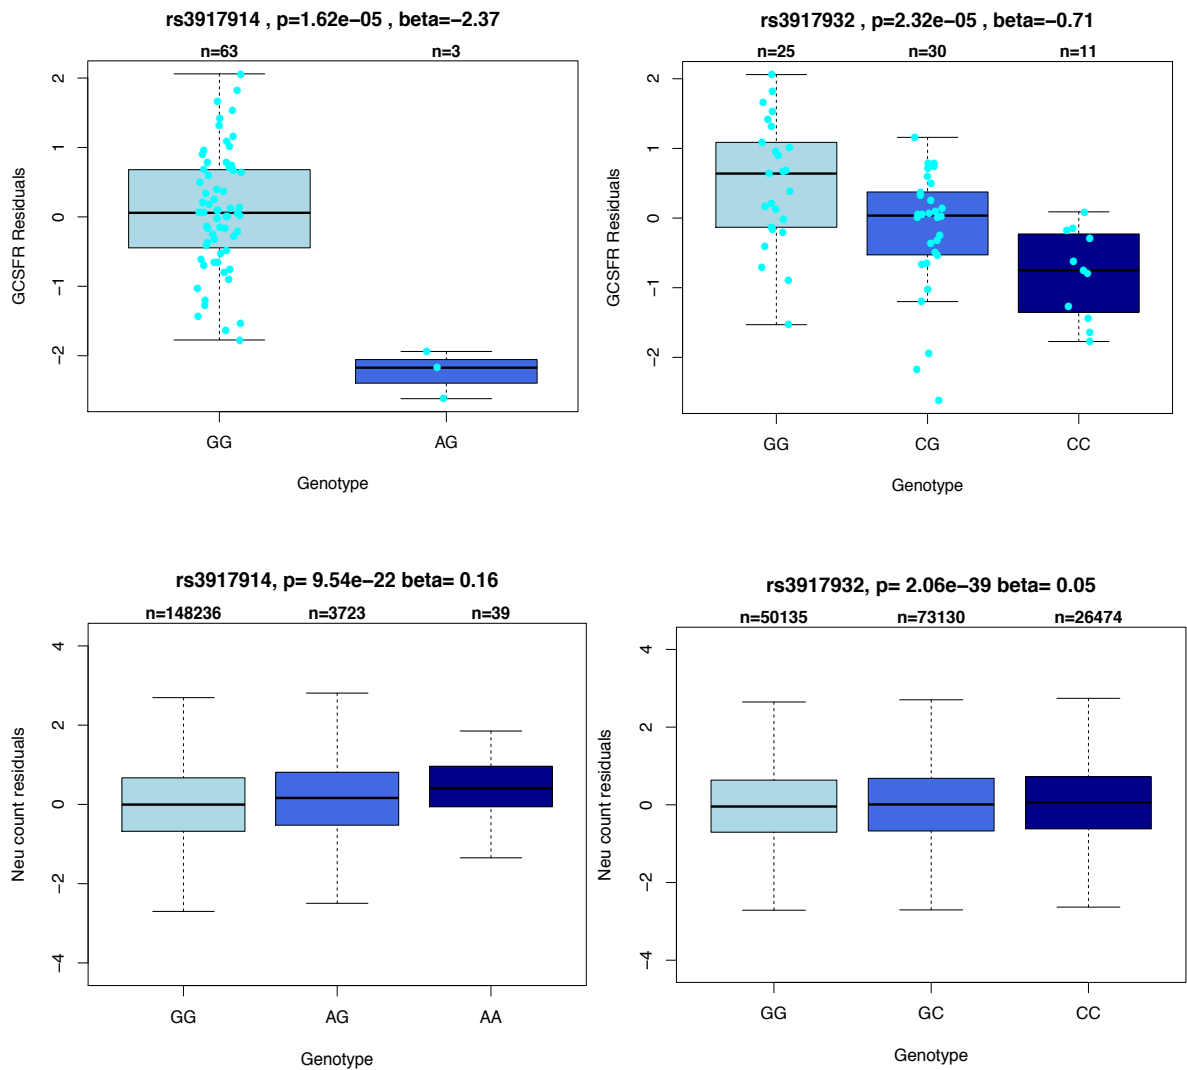 rs3917914 , p=1.62e−05 , beta=−2.37
n=63
n=3
2
1
0
−1
−2
GCSFR Residuals
GG
AG
Genotype
rs3917932 , p=2.32e−05 , beta=−0.71
n=25
n=30
n=11
2
1
0
−1
−2
GCSFR Residuals
GG
CG
CC
Genotype
rs3917914, p= 9.54e−22 beta= 0.16
n=148236
n=3723
n=39
4
2
0
−2
−4
Neu count residuals
GG
AG
AA
Genotype
rs3917932, p= 2.06e−39 beta= 0.05
n=50135
n=73130
n=26474
4
2
0
−2
−4
Neu count residuals
GG
GC
CC
Genotype